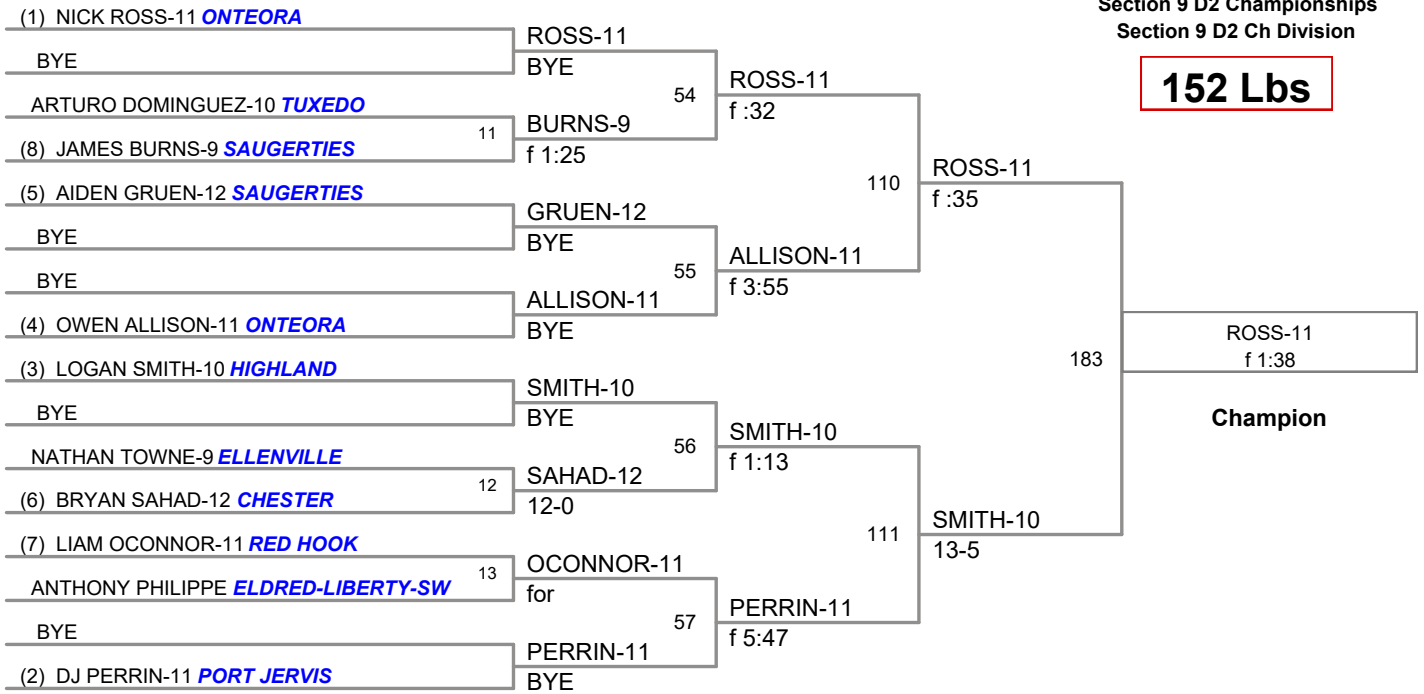 Section 9 D2 Championships
Section 9 D2 Ch Division
152 Lbs
(1) NICK ROSS-11 ONTEORA
BYE
ARTURO DOMINGUEZ-10 TUXEDO
(8) JAMES BURNS-9 SAUGERTIES
(5) AIDEN GRUEN-12 SAUGERTIES
BYE
BYE
(4) OWEN ALLISON-11 ONTEORA
(3) LOGAN SMITH-10 HIGHLAND
BYE
NATHAN TOWNE-9 ELLENVILLE
(6) BRYAN SAHAD-12 CHESTER
(7) LIAM OCONNOR-11 RED HOOK
ANTHONY PHILIPPE ELDRED-LIBERTY-SW
BYE
(2) DJ PERRIN-11 PORT JERVIS
ROSS-11
BYE
11
BURNS-9
f 1:25
GRUEN-12
BYE
ALLISON-11
BYE
SMITH-10
BYE
12
SAHAD-12
12-0
13
OCONNOR-11
for
PERRIN-11
BYE
54
ROSS-11
f :32
55
ALLISON-11
f 3:55
56
SMITH-10
f 1:13
57
PERRIN-11
f 5:47
110
ROSS-11
f :35
111
SMITH-10
13-5
183
ROSS-11
f 1:38
Champion